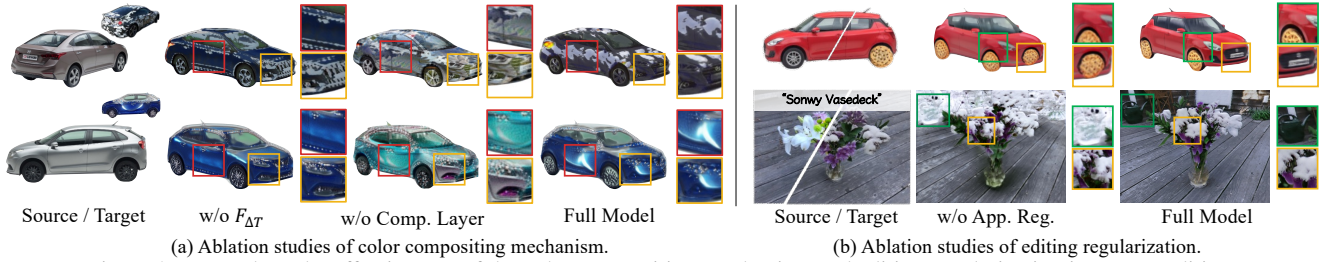 "Sonwy Vasedeck"
Source / Target
w/o F_ΔT
w/o Comp. Layer
Full Model
Source / Target
w/o App. Reg.
Full Model
(a) Ablation studies of color compositing mechanism.
(b) Ablation studies of editing regularization.